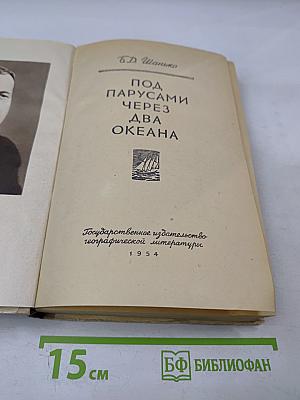 Б.Д. Шанько
ПОД
ПАРУСАМИ
ЧЕРЕЗ
ДВА
ОКЕАНА
Государственное издательство
географической литературы
1954
15 см
БФ БИБЛИОФАН